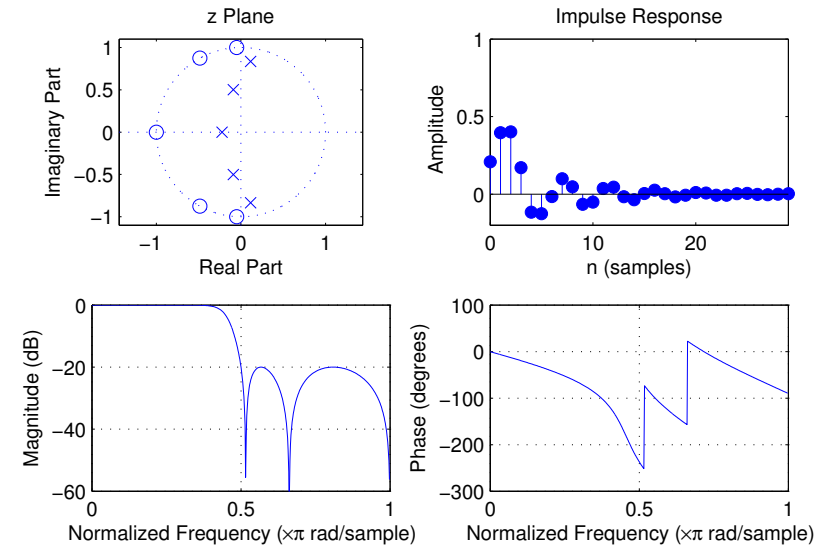 z Plane
Imaginary Part
1
0.5
0
−0.5
−1
−1
0
1
Real Part
Impulse Response
Amplitude
1
0.5
0
0
10
20
n (samples)
Magnitude (dB)
0
−20
−40
−60
0
0.5
1
Normalized Frequency (×π rad/sample)
Phase (degrees)
100
0
−100
−200
−300
0
0.5
1
Normalized Frequency (×π rad/sample)